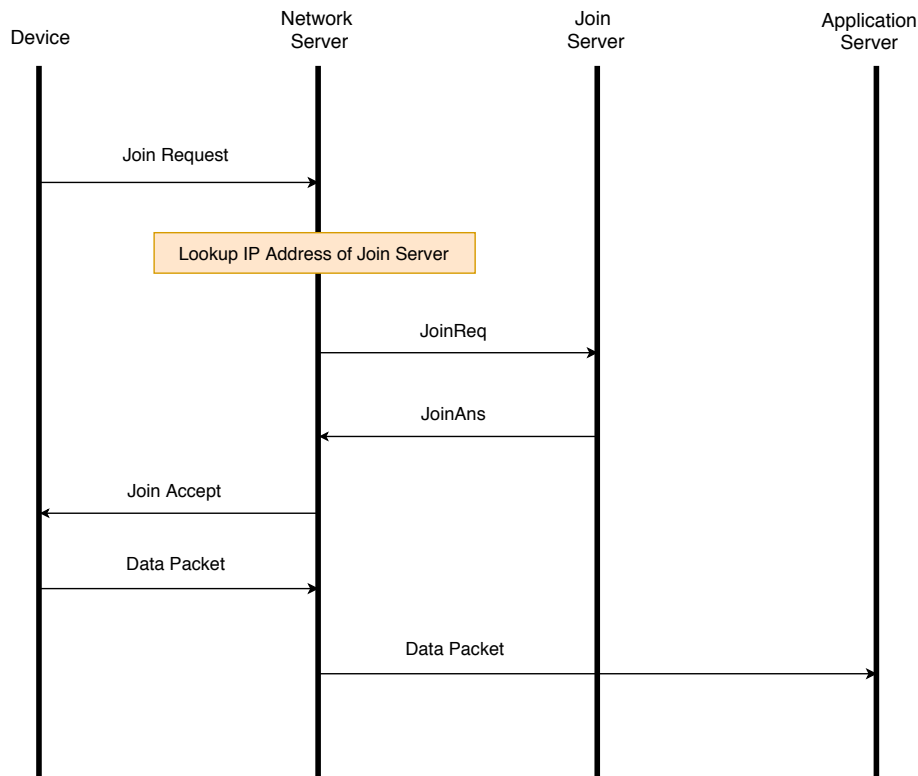 Device
Network
Server
Join
Server
Application
Server
Join Request
Lookup IP Address of Join Server
JoinReq
JoinAns
Join Accept
Data Packet
Data Packet